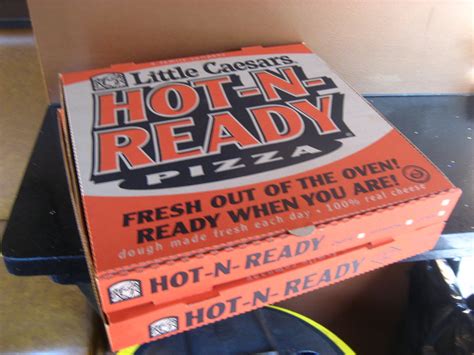 Little Caesars
HOT-N-
READY
PIZZA
FRESH OUT OF THE OVEN!
READY WHEN YOU ARE!
dough made fresh each day • 100% real cheese
HOT-N-READY
HOT-N-READY